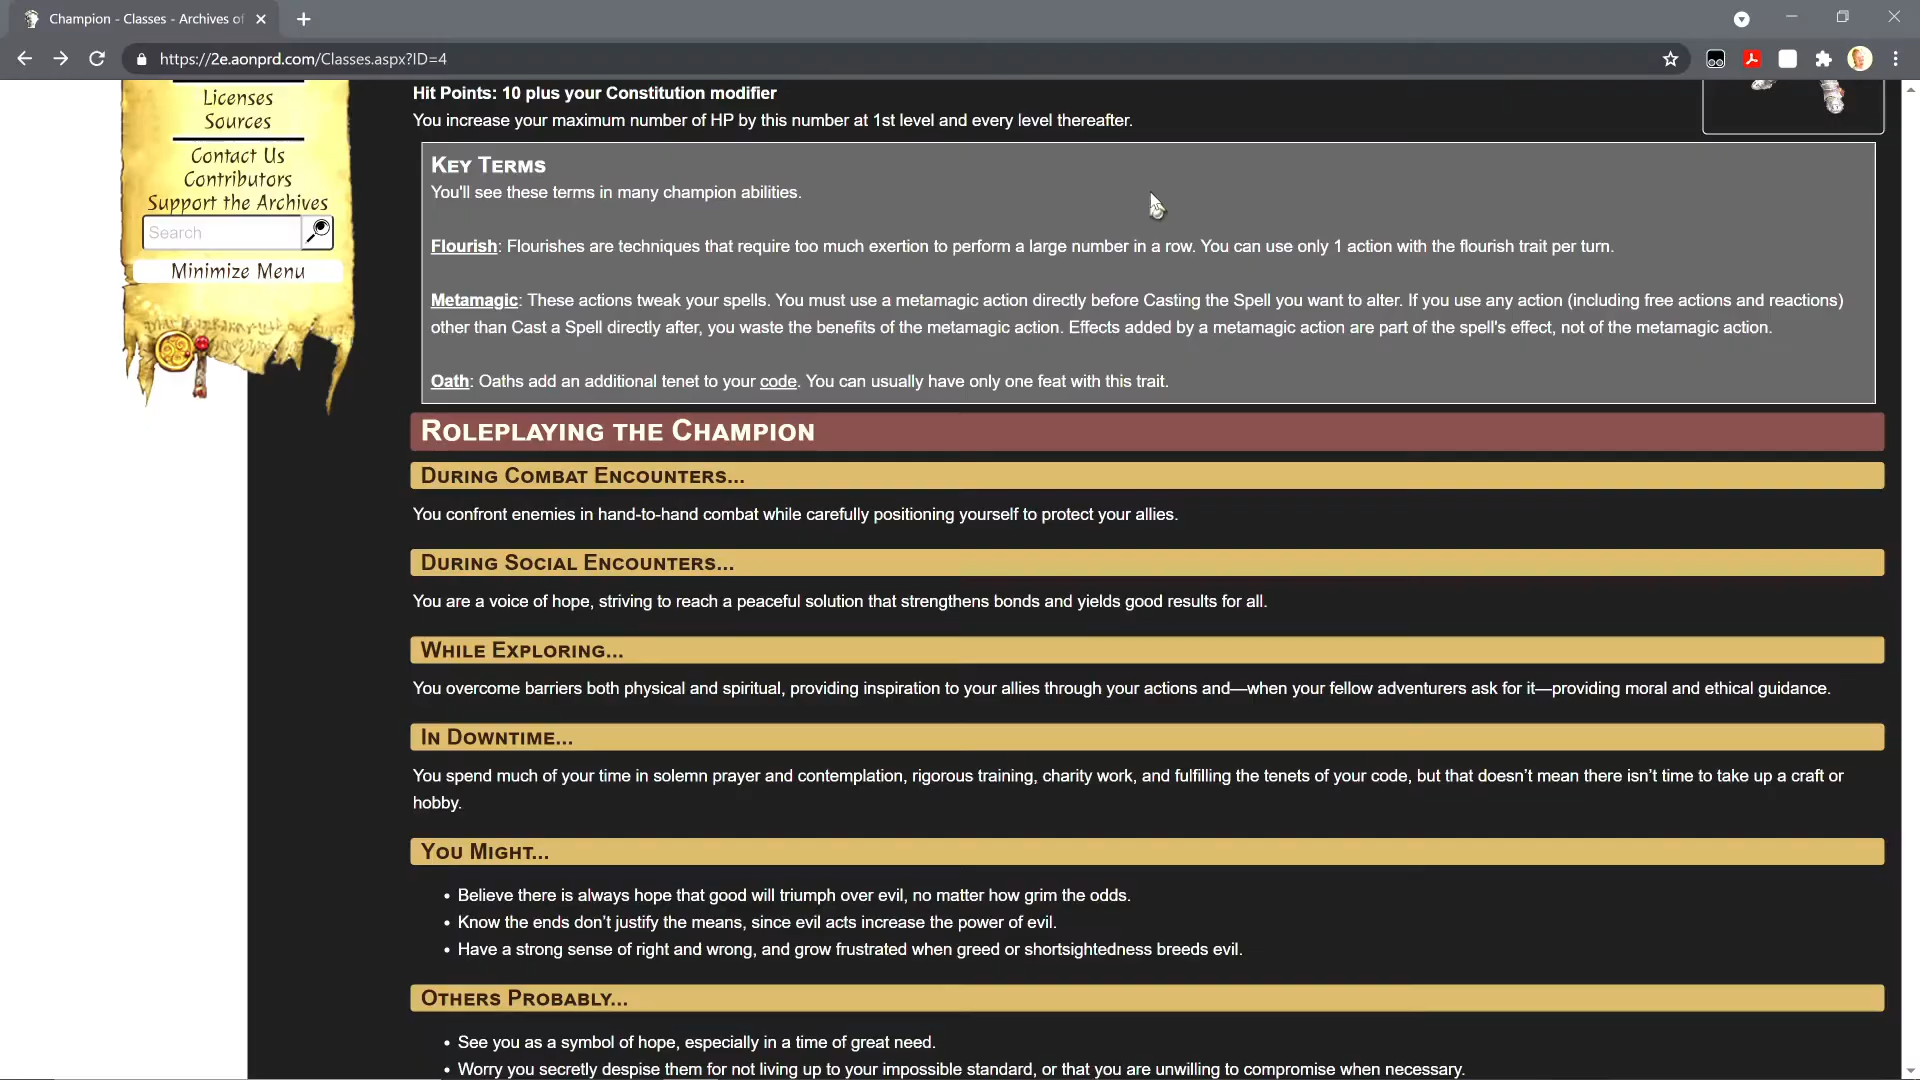 Champion - Classes - Archives of
https://2e.aonprd.com/Classes.aspx?ID=4
Licenses
Sources
Contact Us
Contributors
Support the Archives
Search
Minimize Menu
Hit Points: 10 plus your Constitution modifier
You increase your maximum number of HP by this number at 1st level and every level thereafter.
Key Terms
You'll see these terms in many champion abilities.
Flourish: Flourishes are techniques that require too much exertion to perform a large number in a row. You can use only 1 action with the flourish trait per turn.
Metamagic: These actions tweak your spells. You must use a metamagic action directly before Casting the Spell you want to alter. If you use any action (including free actions and reactions)
other than Cast a Spell directly after, you waste the benefits of the metamagic action. Effects added by a metamagic action are part of the spell's effect, not of the metamagic action.
Oath: Oaths add an additional tenet to your code. You can usually have only one feat with this trait.
Roleplaying the Champion
During Combat Encounters...
You confront enemies in hand-to-hand combat while carefully positioning yourself to protect your allies.
During Social Encounters...
You are a voice of hope, striving to reach a peaceful solution that strengthens bonds and yields good results for all.
While Exploring...
You overcome barriers both physical and spiritual, providing inspiration to your allies through your actions and—when your fellow adventurers ask for it—providing moral and ethical guidance.
In Downtime...
You spend much of your time in solemn prayer and contemplation, rigorous training, charity work, and fulfilling the tenets of your code, but that doesn’t mean there isn’t time to take up a craft or
hobby.
You Might...
• Believe there is always hope that good will triumph over evil, no matter how grim the odds.
• Know the ends don’t justify the means, since evil acts increase the power of evil.
• Have a strong sense of right and wrong, and grow frustrated when greed or shortsightedness breeds evil.
Others Probably...
• See you as a symbol of hope, especially in a time of great need.
• Worry you secretly despise them for not living up to your impossible standard, or that you are unwilling to compromise when necessary.